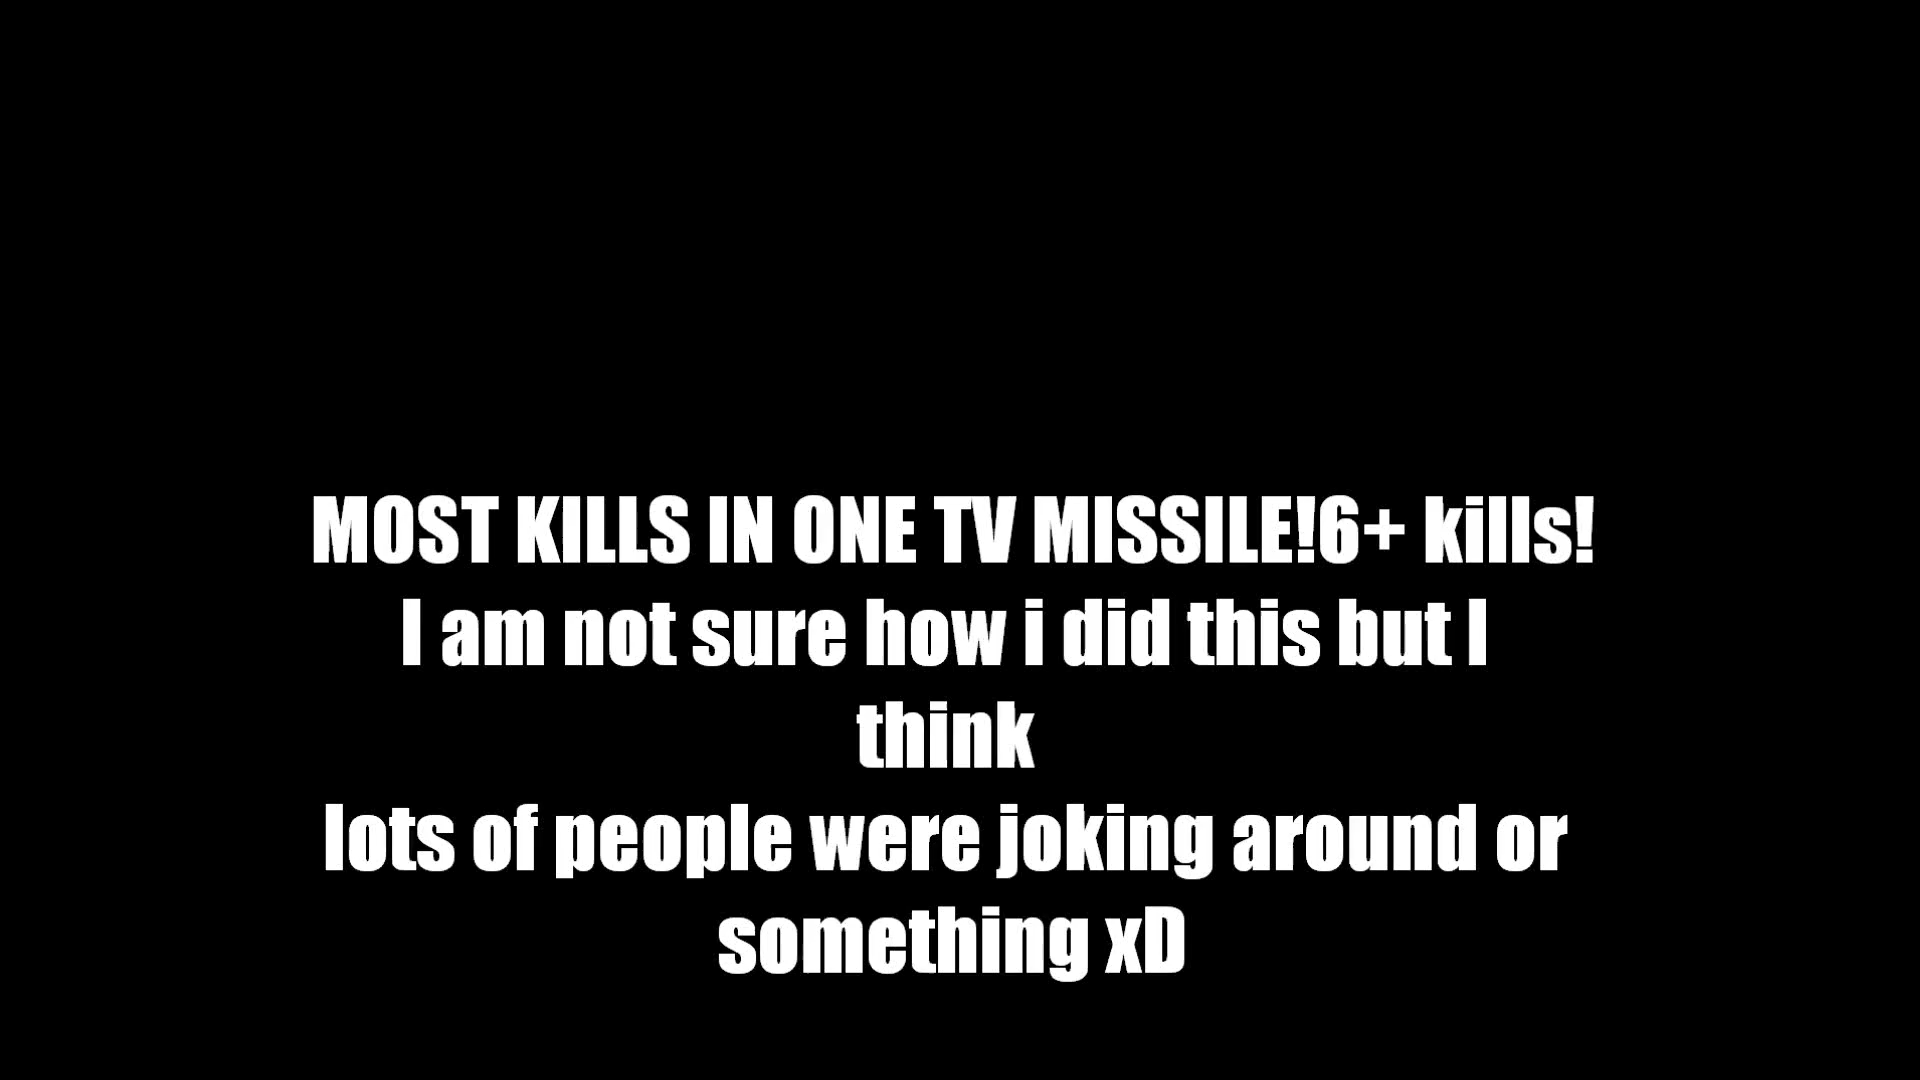 MOST KILLS IN ONE TV MISSILE!6+ kills!
I am not sure how i did this but I
think
lots of people were joking around or
something xD